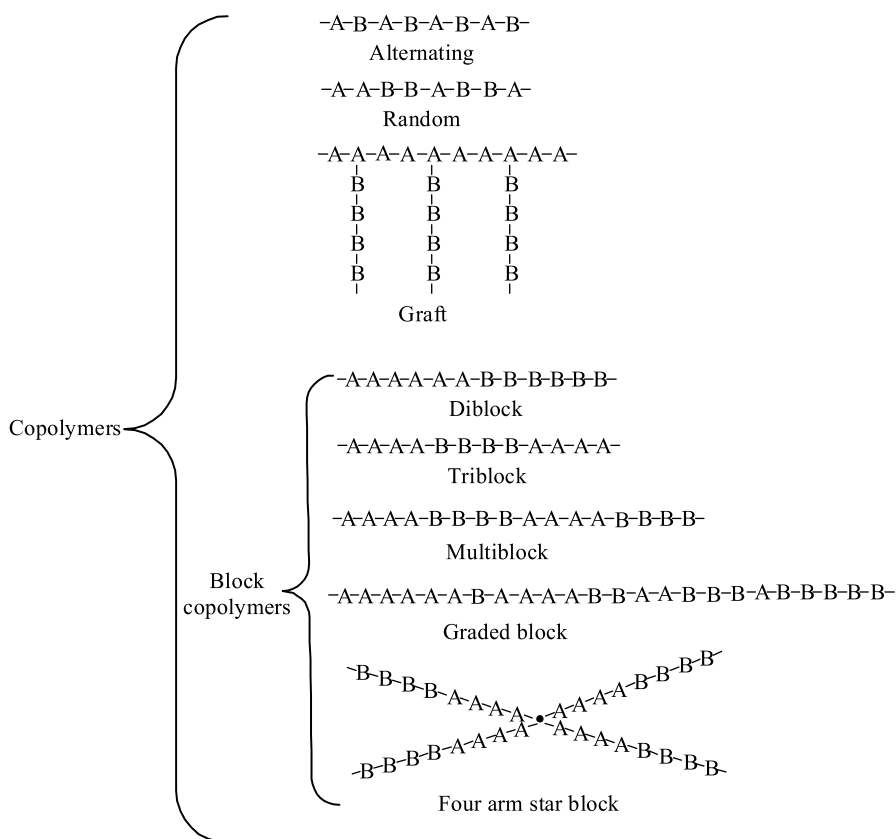 -A-B-A-B-A-B-A-B-
Alternating
-A-A-B-B-A-B-B-A-
Random
-A-A-A-A-A-A-A-A-A-A-
B B B
B B B
B B B
B B B
Graft
-A-A-A-A-A-A-B-B-B-B-B-B-
Diblock
Copolymers
-A-A-A-A-B-B-B-B-A-A-A-A-
Triblock
-A-A-A-A-B-B-B-B-A-A-A-A-B-B-B-B-
Multiblock
Block
copolymers
-A-A-A-A-A-A-B-A-A-A-A-B-B-A-A-B-B-B-A-B-B-B-B-B-
Graded block
-B-B-B-B-A-A-A-A-A-A-A-A-B-B-B-B-
-B-B-B-B-A-A-A-A-A-A-A-A-B-B-B-B-
Four arm star block